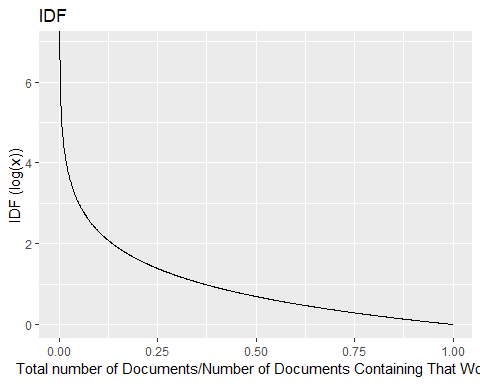 IDF
IDF (log(x))
6
4
2
0
0.00 0.25 0.50 0.75 1.00
Total number of Documents/Number of Documents Containing That Wo